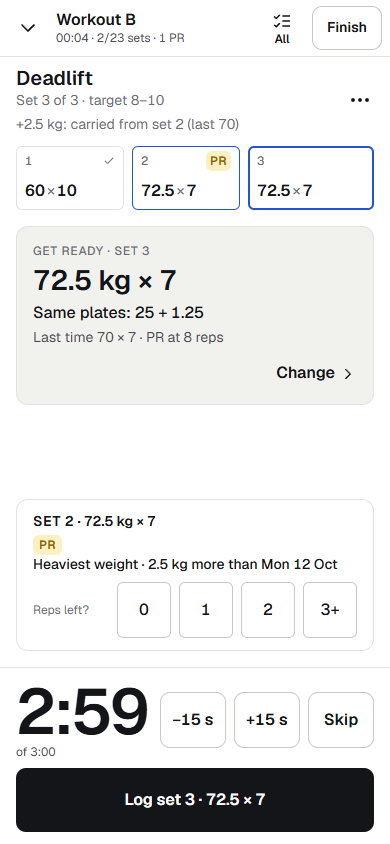 Workout B
00:04 · 2/23 sets · 1 PR
All
Finish
Deadlift
Set 3 of 3 · target 8–10
+2.5 kg: carried from set 2 (last 70)
1
60×10
2 PR
72.5×7
3
72.5×7
GET READY · SET 3
72.5 kg × 7
Same plates: 25 + 1.25
Last time 70 × 7 · PR at 8 reps
Change
SET 2 · 72.5 kg × 7
PR
Heaviest weight · 2.5 kg more than Mon 12 Oct
Reps left? 0 1 2 3+
2:59
of 3:00
−15 s +15 s Skip
Log set 3 · 72.5 × 7